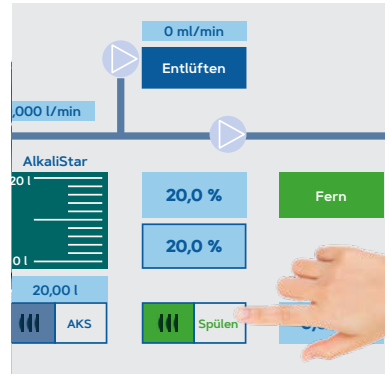 0 ml/min
Entlüften
,000 l/min
AlkaliStar
20 l
0 l
20,0 %
Fern
20,0 %
20,00 l
AKS
Spülen